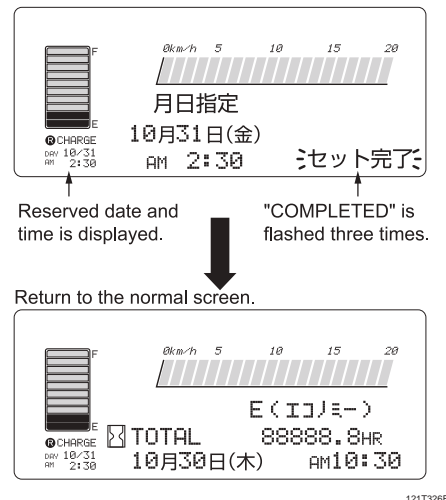 0km/h 5 10 15 20
F
月日指定
10月31日(金)
E
®CHARGE
DAY 10/31
AM 2:30
AM 2:30
セット完了
Reserved date and
time is displayed.
"COMPLETED" is
flashed three times.
Return to the normal screen.
0km/h 5 10 15 20
F
E(エコノミー)
E
®CHARGE
TOTAL 88888.8HR
DAY 10/31
AM 2:30
10月30日(木) AM10:30
121T326E